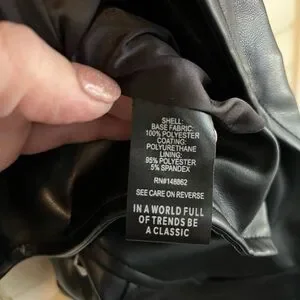 SHELL:
BASE FABRIC:
100% POLYESTER
COATING:
POLYURETHANE
LINING:
95% POLYESTER
5% SPANDEX
RN#148862
SEE CARE ON REVERSE
IN A WORLD FULL
OF TRENDS BE
A CLASSIC